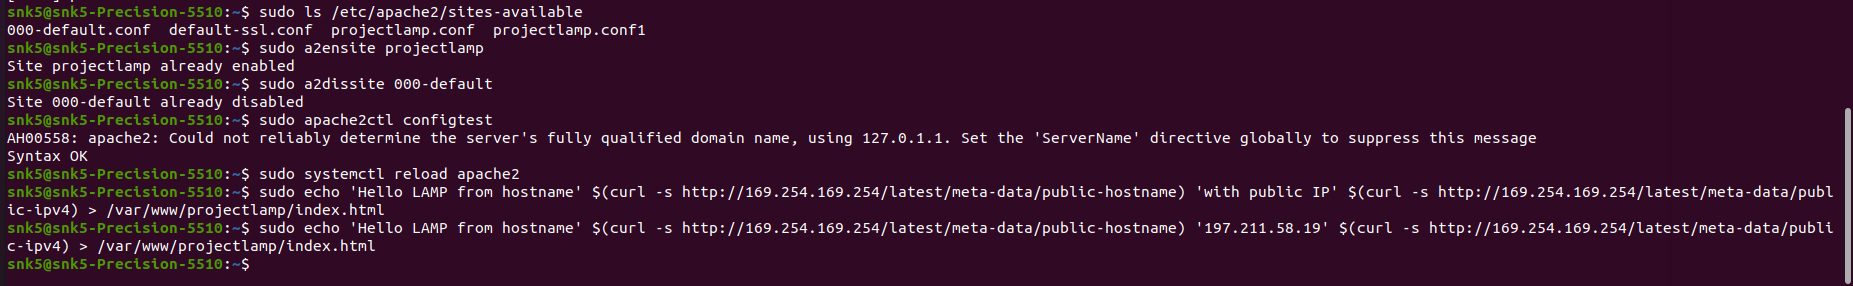 snk5@snk5-Precision-5510:~$ sudo ls /etc/apache2/sites-available
000-default.conf  default-ssl.conf  projectlamp.conf  projectlamp.conf1
snk5@snk5-Precision-5510:~$ sudo a2ensite projectlamp
Site projectlamp already enabled
snk5@snk5-Precision-5510:~$ sudo a2dissite 000-default
Site 000-default already disabled
snk5@snk5-Precision-5510:~$ sudo apache2ctl configtest
AH00558: apache2: Could not reliably determine the server's fully qualified domain name, using 127.0.1.1. Set the 'ServerName' directive globally to suppress this message
Syntax OK
snk5@snk5-Precision-5510:~$ sudo systemctl reload apache2
snk5@snk5-Precision-5510:~$ sudo echo 'Hello LAMP from hostname' $(curl -s http://169.254.169.254/latest/meta-data/public-hostname) 'with public IP' $(curl -s http://169.254.169.254/latest/meta-data/publ
ic-ipv4) > /var/www/projectlamp/index.html
snk5@snk5-Precision-5510:~$ sudo echo 'Hello LAMP from hostname' $(curl -s http://169.254.169.254/latest/meta-data/public-hostname) '197.211.58.19' $(curl -s http://169.254.169.254/latest/meta-data/publi
c-ipv4) > /var/www/projectlamp/index.html
snk5@snk5-Precision-5510:~$